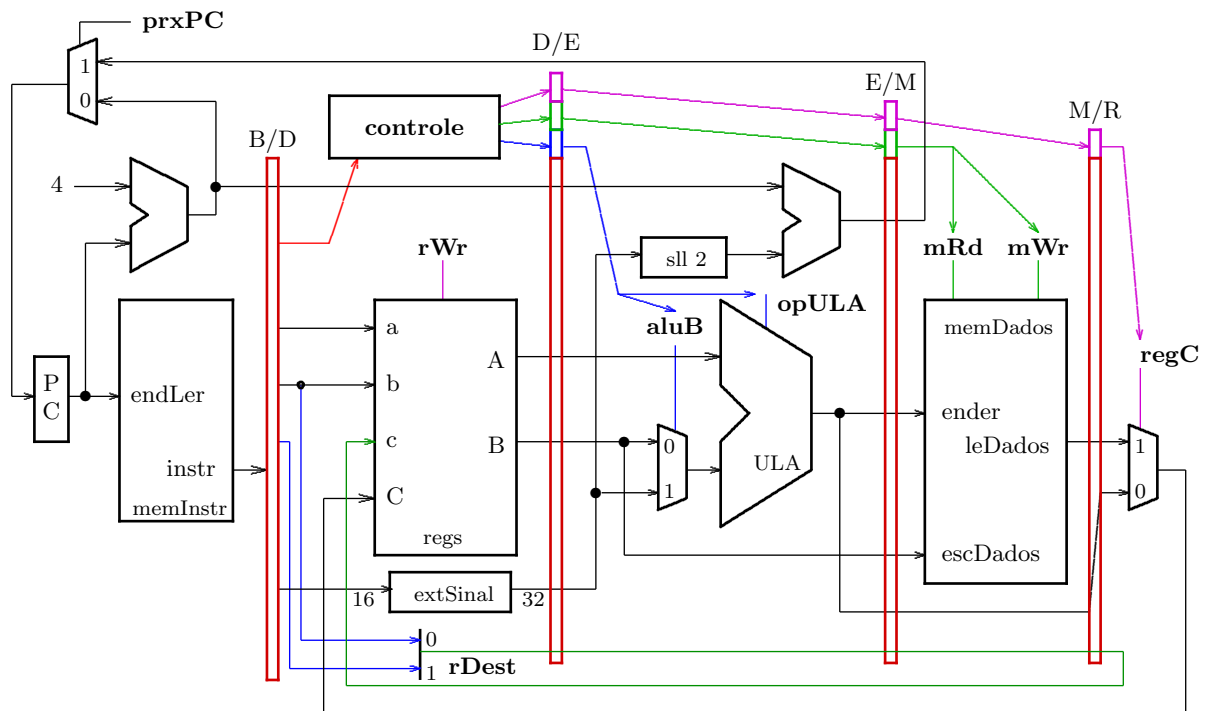 prxPC
D/E
1
E/M
0
controle
M/R
B/D
4
rWr
sll 2
mRd
mWr
opULA
aluB
memDados
regC
a
A
P
C
endLer
b
ender
c
B
0
leDados
1
ULA
instr
1
0
C
memInstr
regs
escDados
16
extSinal
32
0
rDest
1